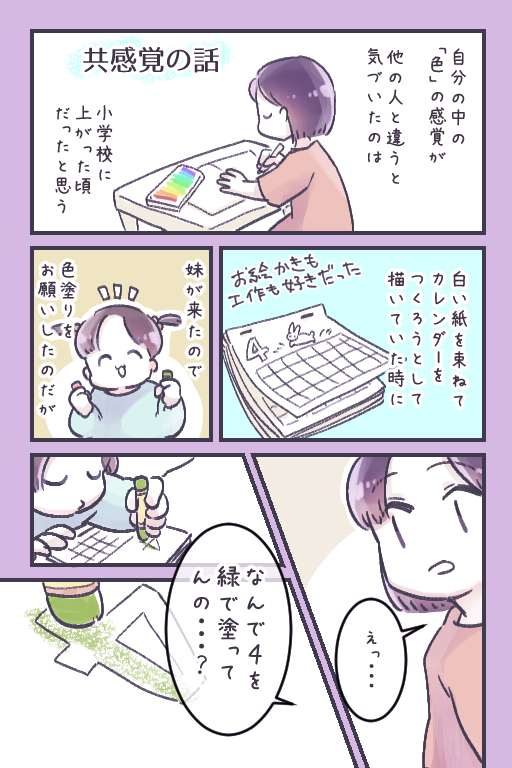 共感覚の話
自分の中の
「色」の感覚が
他の人と違うと
気づいたのは
小学校に
上がった頃
だったと思う
白い紙を束ねて
カレンダーを
つくろうとして
描いていた時に
お絵かきも
工作も好きだった
4
妹が来たので
色塗りを
お願いしたのだが
えっ・・・
なんで4を
緑で塗って
んの・・・?